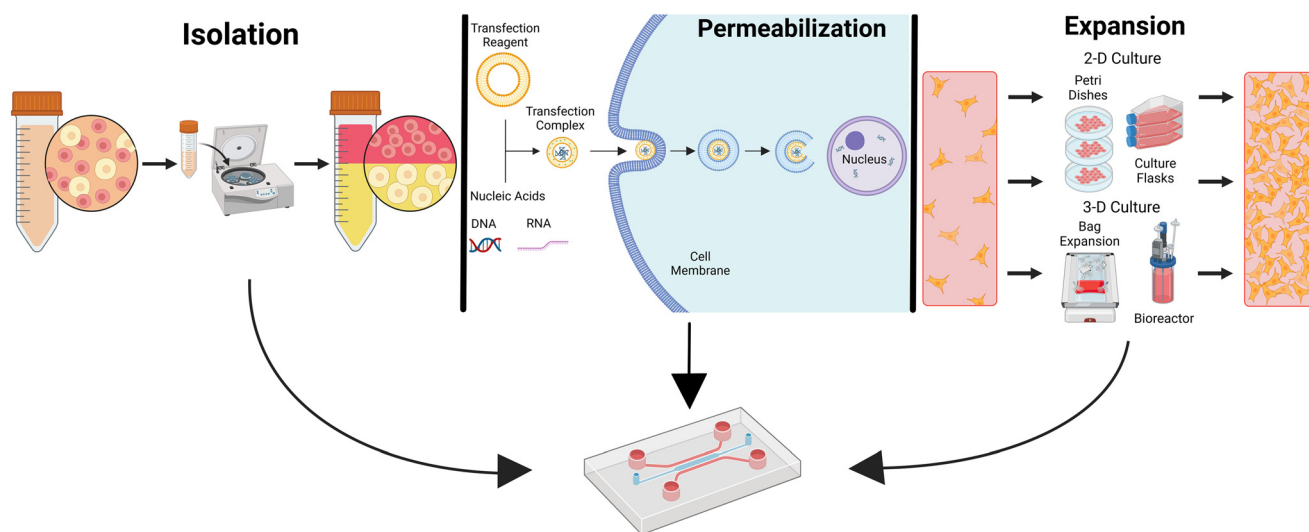 Isolation
Transfection
Reagent
Transfection
Complex
Nucleic Acids
DNA
RNA
Permeabilization
Nucleus
Cell
Membrane
Expansion
2-D Culture
Petri
Dishes
Culture
Flasks
3-D Culture
Bag
Expansion
Bioreactor